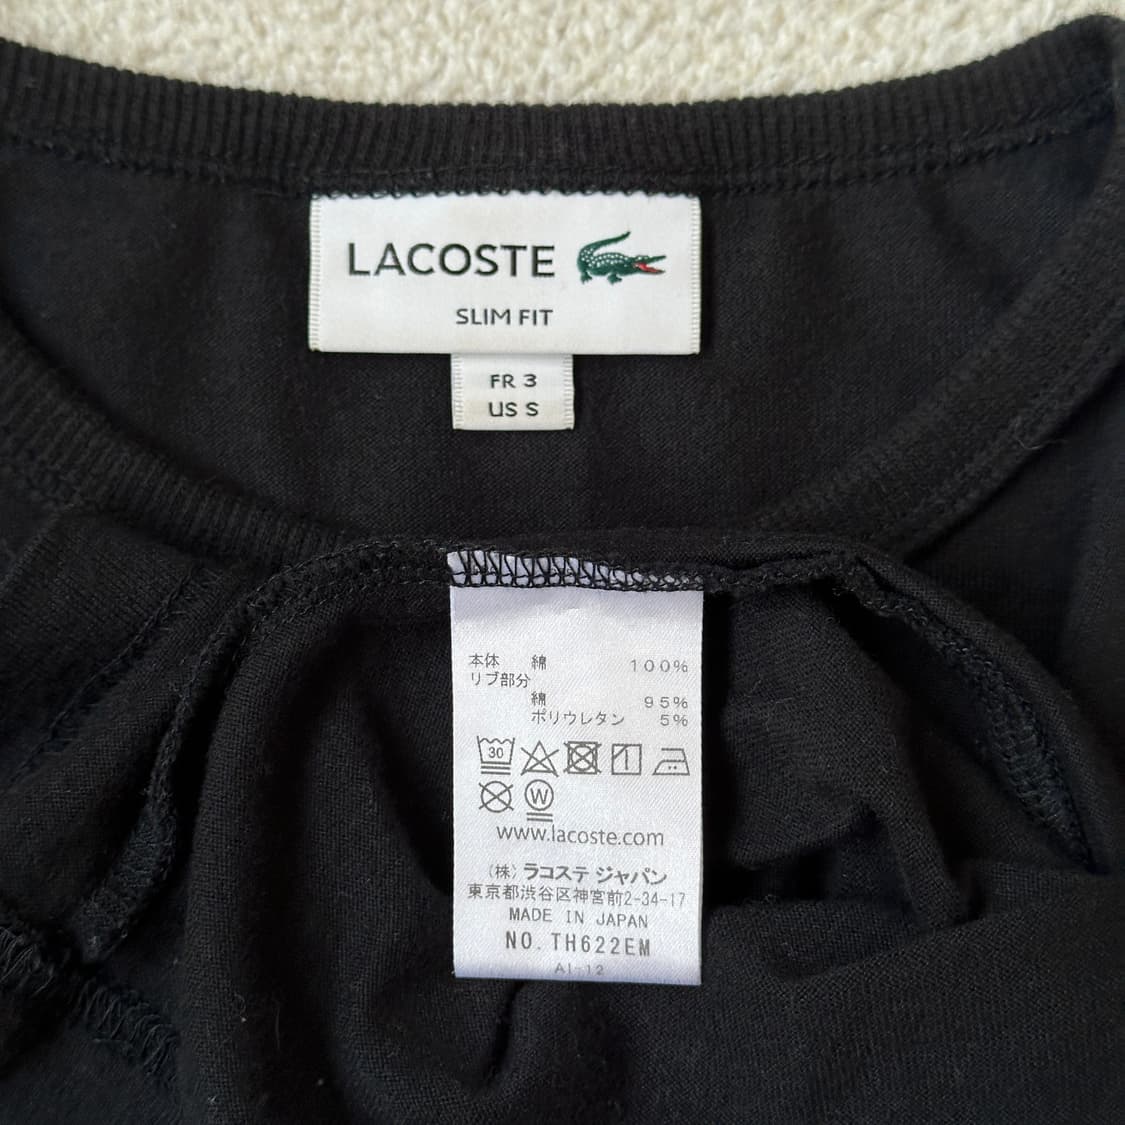 LACOSTE
SLIM FIT
FR 3
US S
本体 綿 100%
リブ部分
綿 95%
ポリウレタン 5%
30
W
www.lacoste.com
(株)ラコステ ジャパン
東京都渋谷区神宮前2-34-17
MADE IN JAPAN
NO. TH622EM
AI-12